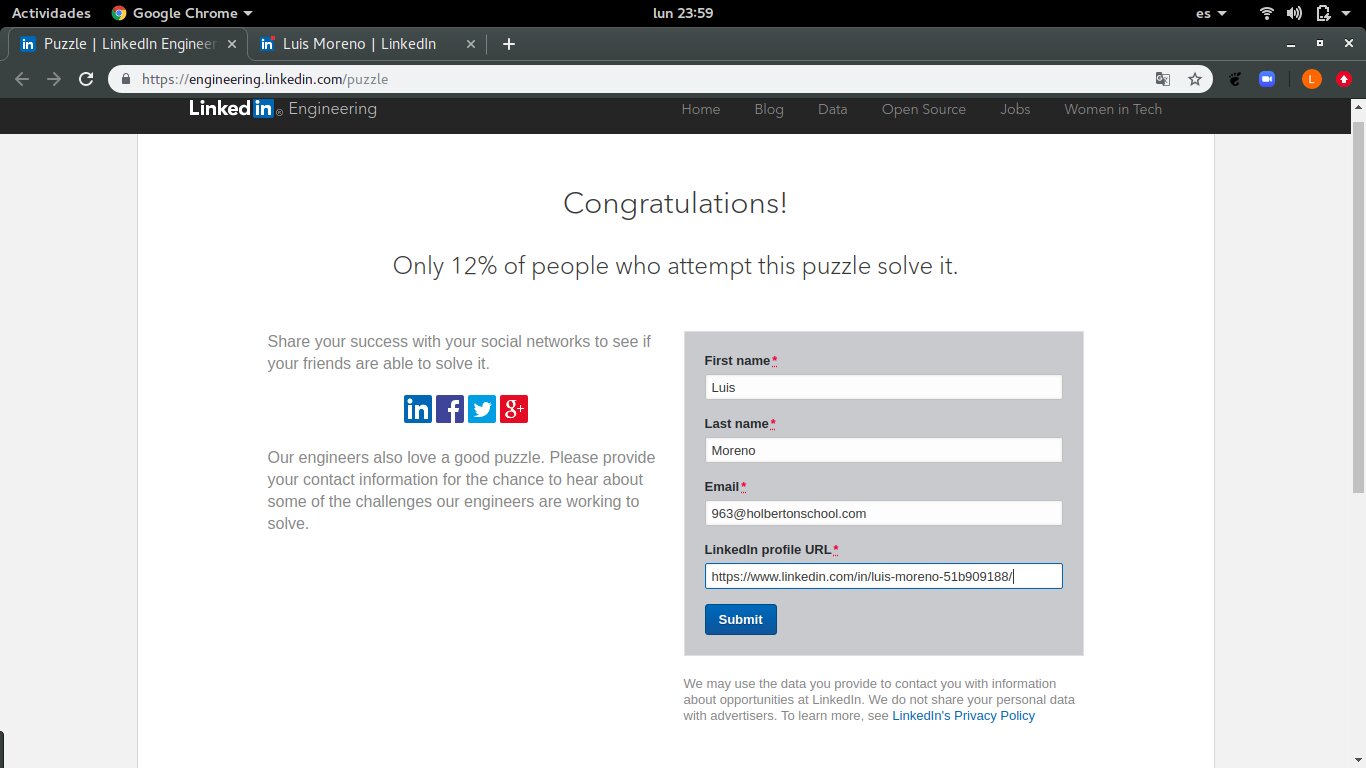 Actividades Google Chrome lun 23:59 es
Puzzle | LinkedIn Engineer Luis Moreno | LinkedIn
https://engineering.linkedin.com/puzzle L
Linked in Engineering Home Blog Data Open Source Jobs Women in Tech
Congratulations!
Only 12% of people who attempt this puzzle solve it.
Share your success with your social networks to see if
your friends are able to solve it.
in f g+
Our engineers also love a good puzzle. Please provide
your contact information for the chance to hear about
some of the challenges our engineers are working to
solve.
First name*
Luis
Last name*
Moreno
Email*
963@holbertonschool.com
LinkedIn profile URL*
https://www.linkedin.com/in/luis-moreno-51b909188/
Submit
We may use the data you provide to contact you with information
about opportunities at LinkedIn. We do not share your personal data
with advertisers. To learn more, see LinkedIn's Privacy Policy